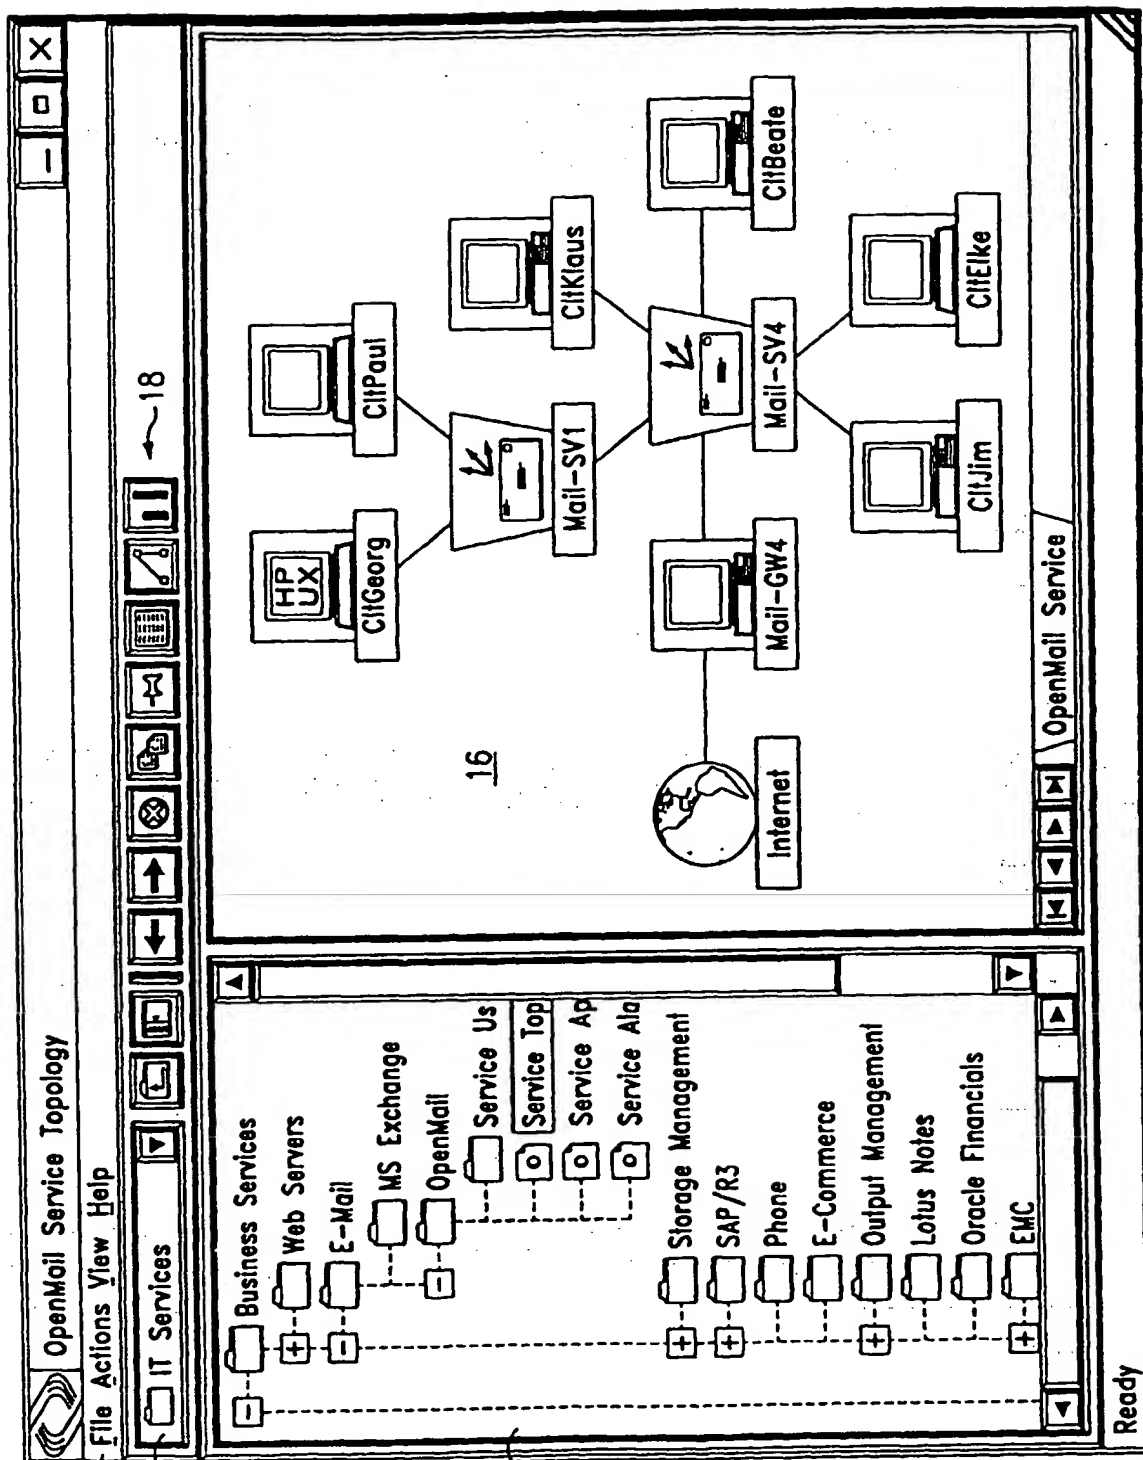 OpenMail Service Topology
File Actions View Help
IT Services
18
Business Services
Web Servers
E-Mail
MS Exchange
OpenMail
Service Us
Service Top
Service Ap
Service Ala
Storage Management
SAP/R3
Phone
E-Commerce
Output Management
Lotus Notes
Oracle Financials
EMC
HP
UX
CltGeorg
CltPaul
16
Mail-SV1
CltKlaus
Internet
Mail-GW4
Mail-SV4
CltBeate
CltJim
CltElke
OpenMail Service
Ready